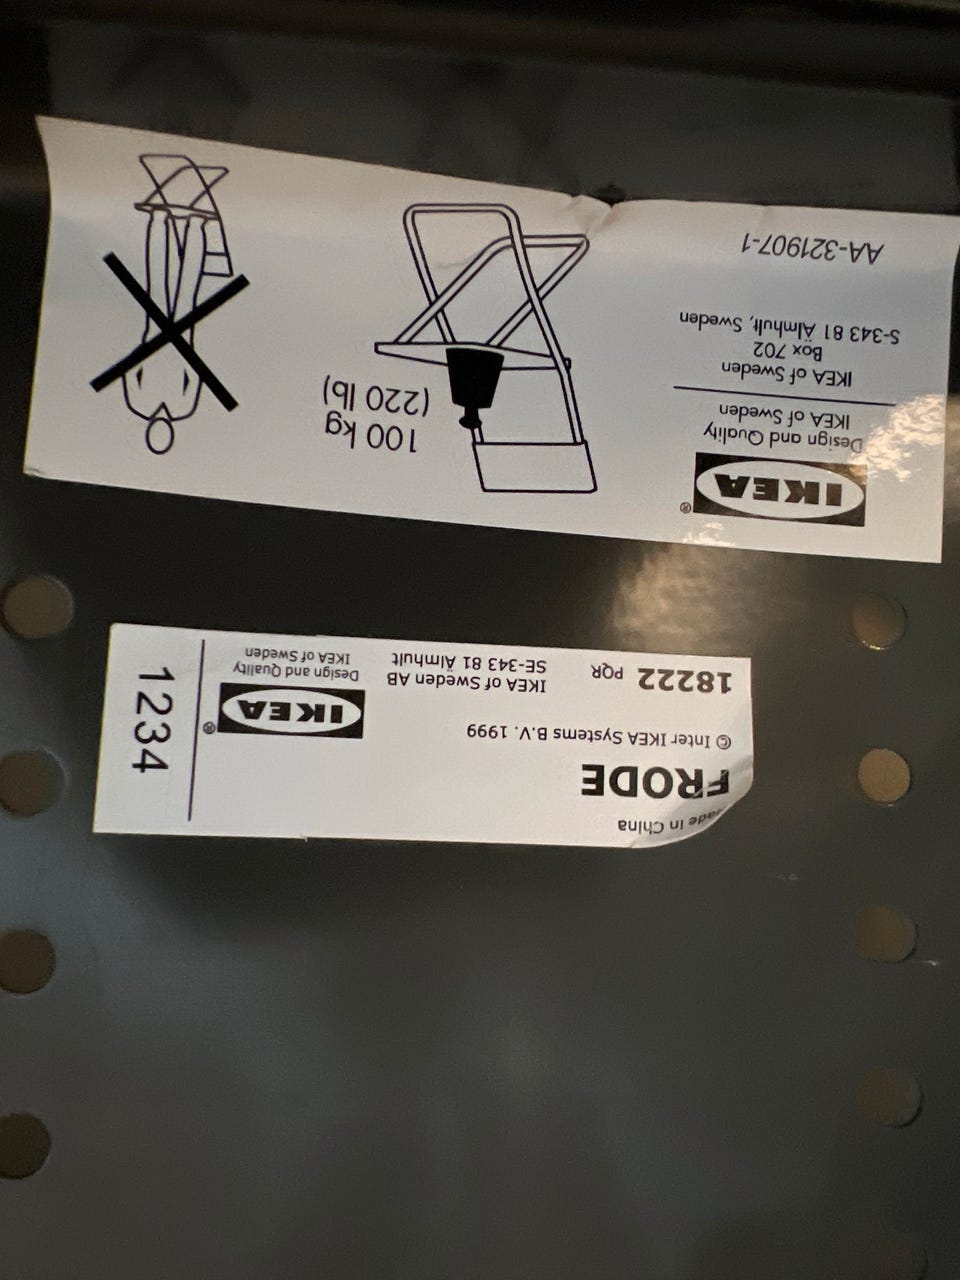 IKEA®
Design and Quality
IKEA of Sweden
IKEA of Sweden
Box 702
S-343 81 Älmhult, Sweden
AA-321907-1
100 kg
(220 lb)
in China
FRODE
© Inter IKEA Systems B.V. 1999
18222 PQR
IKEA of Sweden AB
SE-343 81 Älmhult
IKEA®
Design and Quality
IKEA of Sweden
1234